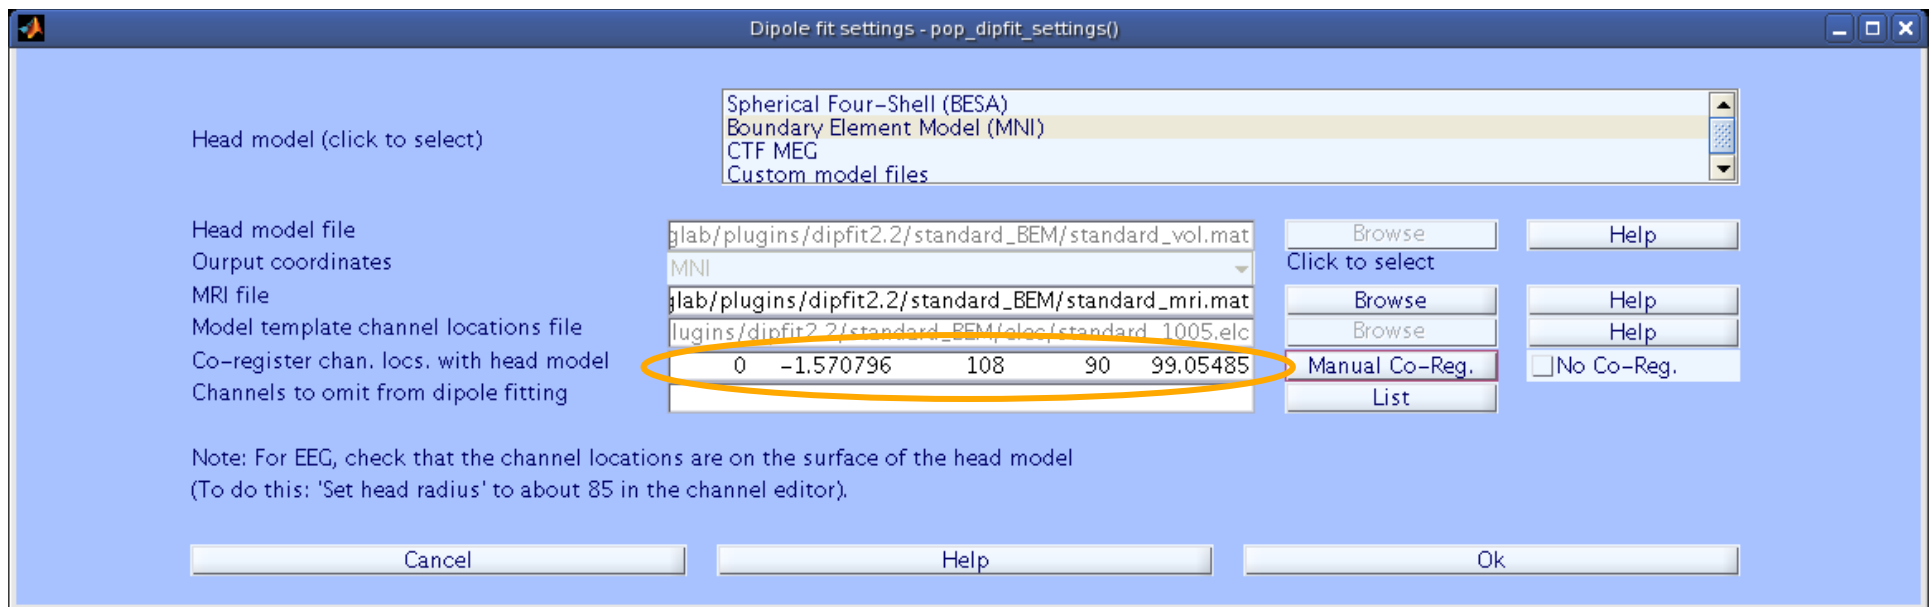 Dipole fit settings - pop_dipfit_settings()
Spherical Four-Shell (BESA)
Head model (click to select) Boundary Element Model (MNI)
CTF MEG
Custom model files
Head model file glab/plugins/dipfit2.2/standard_BEM/standard_vol.mat Browse Help
Ourput coordinates MNI Click to select
MRI file glab/plugins/dipfit2.2/standard_BEM/standard_mri.mat Browse Help
Model template channel locations file lugins/dipfit2.2/standard_BEM/elec/standard_1005.elc Browse Help
Co-register chan. locs. with head model 0 -1.570796 108 90 99.05485 Manual Co-Reg. No Co-Reg.
Channels to omit from dipole fitting List
Note: For EEG, check that the channel locations are on the surface of the head model
(To do this: 'Set head radius' to about 85 in the channel editor).
Cancel Help Ok